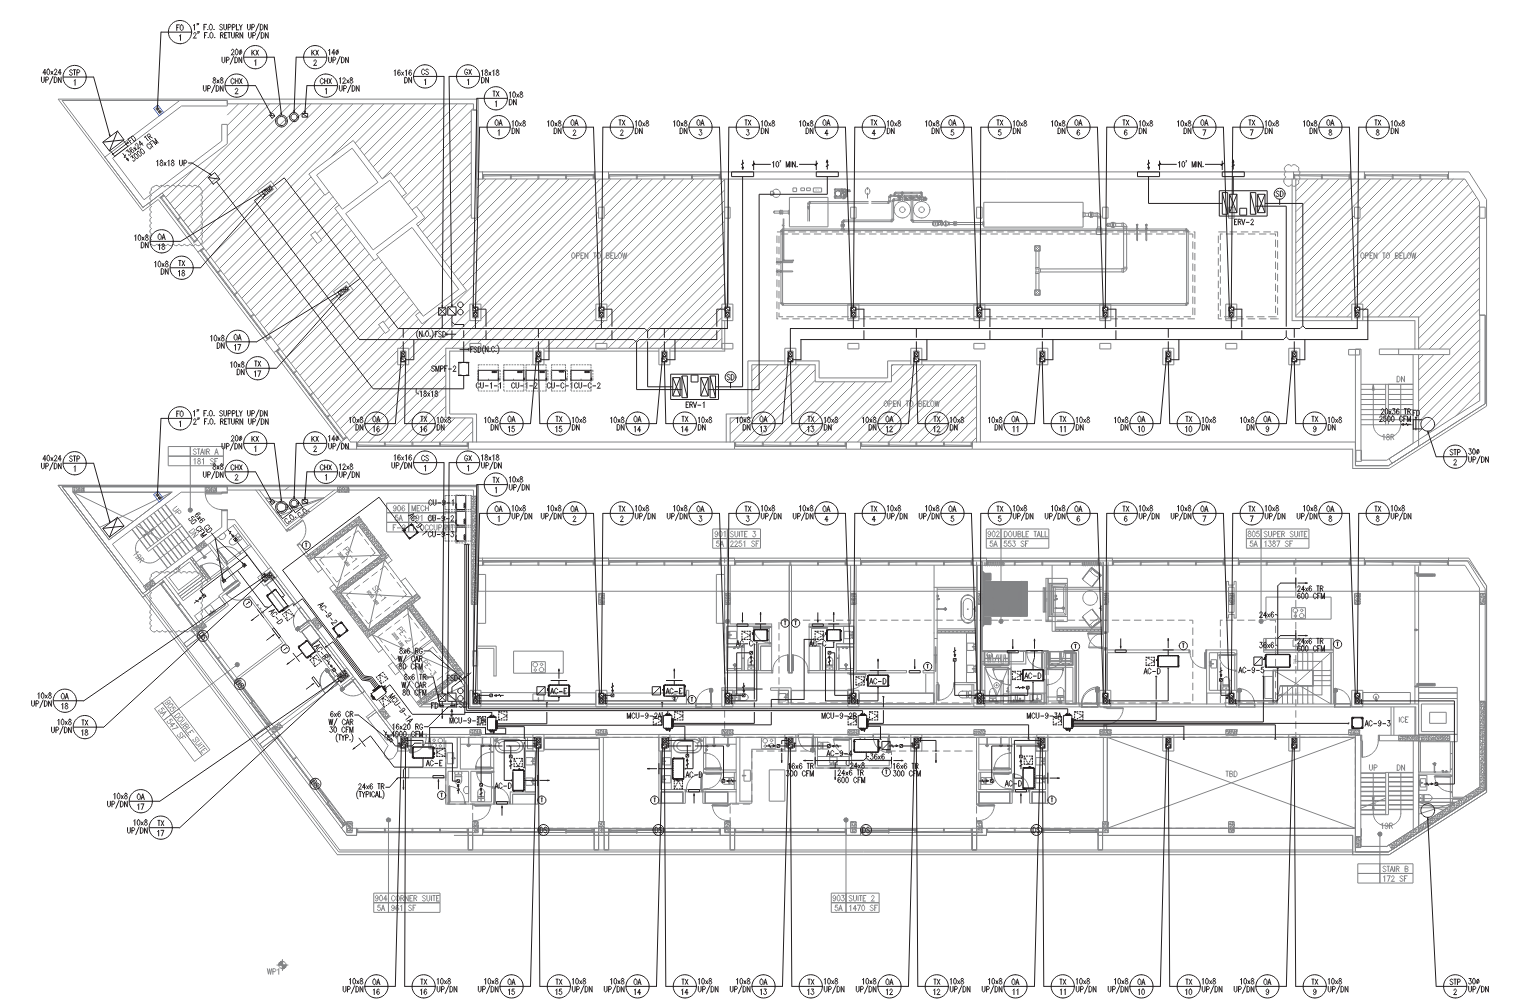 FO 1 1" F.O. SUPPLY UP/DN
2" F.O. RETURN UP/DN
20ø UP/DN KX 1
KX 2 14ø UP/DN
40x24 UP/DN STP 1
8x8 UP/DN CHX 2
CHX 1 12x8 UP/DN
16x16 DN CS 1
GX 1 18x18 DN
TX 1 10x8 DN
OA 1 10x8 DN
10x8 DN OA 2
TX 2 10x8 DN
10x8 DN OA 3
TX 3 10x8 DN
10x8 DN OA 4
TX 4 10x8 DN
10x8 DN OA 5
TX 5 10x8 DN
10x8 DN OA 6
TX 6 10x8 DN
10x8 DN OA 7
TX 7 10x8 DN
10x8 DN OA 8
TX 8 10x8 DN
FD
36x24 TR
3000 CFM
18x18 UP
10' MIN.
10' MIN.
SD
ERV-2
10x8 DN OA 18
10x8 DN TX 18
OPEN TO BELOW
OPEN TO BELOW
10x8 DN OA 17
10x8 DN TX 17
(N.O.)FSD
FSD(N.C.)
SMPF-2
CU-1-1
CU-1-2
CU-C-1
CU-C-2
18x18
SD
ERV-1
OPEN TO BELOW
DN
18R
20x36 TR
2500 CFM
FD
10x8 DN OA 16
TX 16 10x8 DN
10x8 DN OA 15
TX 15 10x8 DN
10x8 DN OA 14
TX 14 10x8 DN
10x8 DN OA 13
TX 13 10x8 DN
10x8 DN OA 12
TX 12 10x8 DN
10x8 DN OA 11
TX 11 10x8 DN
10x8 DN OA 10
TX 10 10x8 DN
10x8 DN OA 9
TX 9 10x8 DN
STP 2 30ø UP/DN
FO 1 1" F.O. SUPPLY UP/DN
2" F.O. RETURN UP/DN
STAIR A
181 SF
20ø UP/DN KX 1
KX 2 14ø UP/DN
40x24 UP/DN STP 1
8x8 UP/DN CHX 2
CHX 1 12x8 UP/DN
16x16 UP/DN CS 1
GX 1 18x18 UP/DN
TX 1 10x8 UP/DN
OA 1 10x8 UP/DN
10x8 UP/DN OA 2
TX 2 10x8 UP/DN
10x8 UP/DN OA 3
TX 3 10x8 UP/DN
10x8 UP/DN OA 4
TX 4 10x8 UP/DN
10x8 UP/DN OA 5
TX 5 10x8 UP/DN
10x8 UP/DN OA 6
TX 6 10x8 UP/DN
10x8 UP/DN OA 7
TX 7 10x8 UP/DN
10x8 UP/DN OA 8
TX 8 10x8 UP/DN
906 MECH
CU-9-1
CU-9-2
CU-9-3
901 SUITE 3
5A 2251 SF
902 DOUBLE TALL
5A 553 SF
805 SUPER SUITE
5A 1387 SF
19R
AC-D
AC-9-2
24x6 TR
600 CFM
24x6
24x6 TR
600 CFM
36x6
8x6 RG
W/ CAR
80 CFM
8x6 TR
W/ CAR
80 CFM
FSD
AC-E
AC-E
AC-D
AC-D
AC-D
AC-9-5
10x8 UP/DN OA 18
10x8 UP/DN TX 18
DOUBLE SUITE
6x6 CR
W/ CAR
30 CFM
(TYP.)
MCU-9-1A
16x20 RG
4000 CFM
MCU-9-2A
MCU-9-2B
MCU-9-3A
AC-9-3
ICE
AC-E
24x6 TR
(TYPICAL)
AC-D
AC-D
AC-9-4
36x6
16x6 TR
300 CFM
24x8
24x6 TR
600 CFM
16x6 TR
300 CFM
AC-D
TBD
UP
DN
19R
10x8 UP/DN OA 17
10x8 UP/DN TX 17
904 CORNER SUITE
5A 961 SF
903 SUITE 2
5A 1470 SF
STAIR B
172 SF
WP1
10x8 UP/DN OA 16
TX 16 10x8 UP/DN
10x8 UP/DN OA 15
TX 15 10x8 UP/DN
10x8 UP/DN OA 14
TX 14 10x8 UP/DN
10x8 UP/DN OA 13
TX 13 10x8 UP/DN
10x8 UP/DN OA 12
TX 12 10x8 UP/DN
10x8 UP/DN OA 11
TX 11 10x8 UP/DN
10x8 UP/DN OA 10
TX 10 10x8 UP/DN
10x8 UP/DN OA 9
TX 9 10x8 UP/DN
STP 2 30ø UP/DN